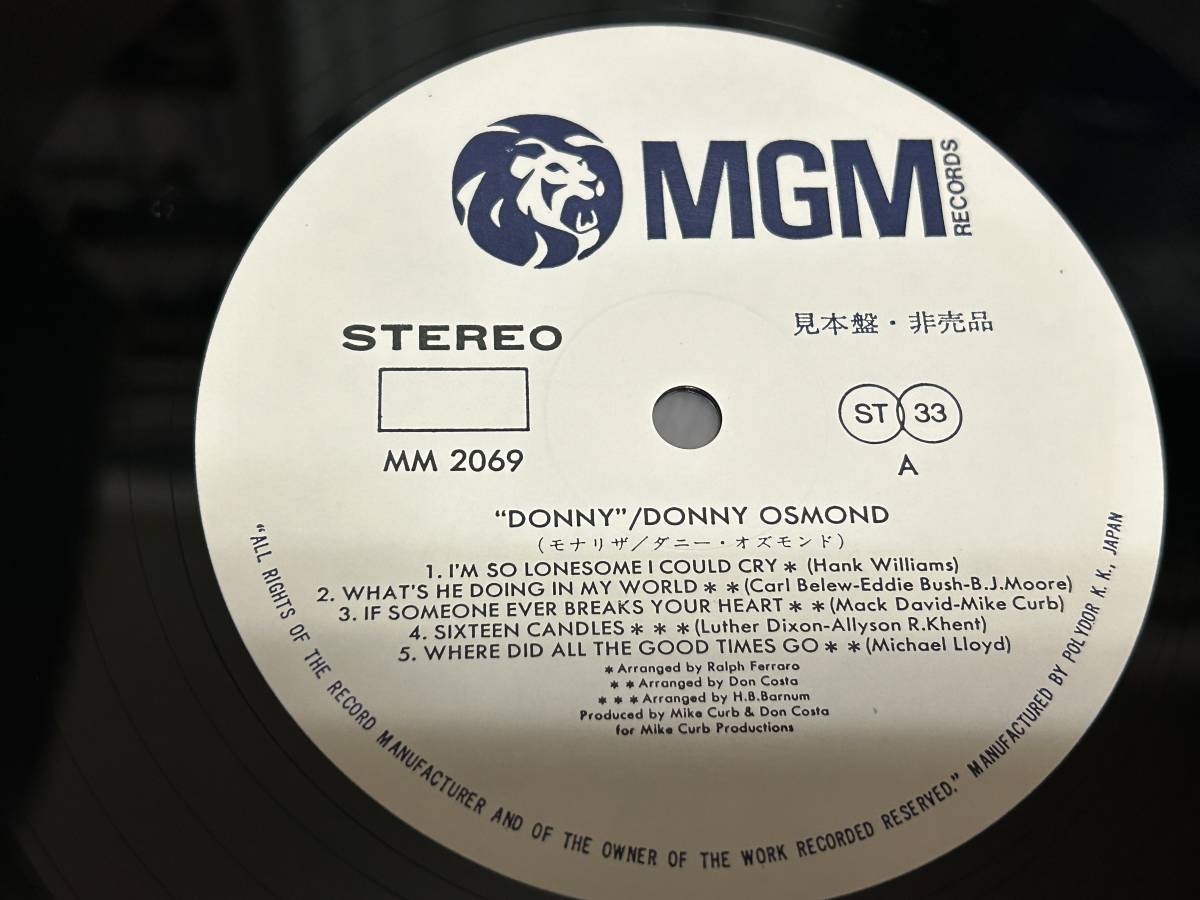 MGM
RECORDS
STEREO
見本盤・非売品
ST 33
MM 2069
A
"DONNY"/DONNY OSMOND
(モナリザ/ダニー・オズモンド)
1. I'M SO LONESOME I COULD CRY * (Hank Williams)
2. WHAT'S HE DOING IN MY WORLD * * (Carl Belew-Eddie Bush-B.J.Moore)
3. IF SOMEONE EVER BREAKS YOUR HEART * * (Mack David-Mike Curb)
4. SIXTEEN CANDLES * * * (Luther Dixon-Allyson R.Khent)
5. WHERE DID ALL THE GOOD TIMES GO * * (Michael Lloyd)
* Arranged by Ralph Ferraro
* * Arranged by Don Costa
* * * Arranged by H.B.Barnum
Produced by Mike Curb & Don Costa
for Mike Curb Productions
"ALL RIGHTS OF THE RECORD MANUFACTURER AND OF THE OWNER OF THE WORK RECORDED RESERVED." MANUFACTURED BY POLYDOR K. K., JAPAN